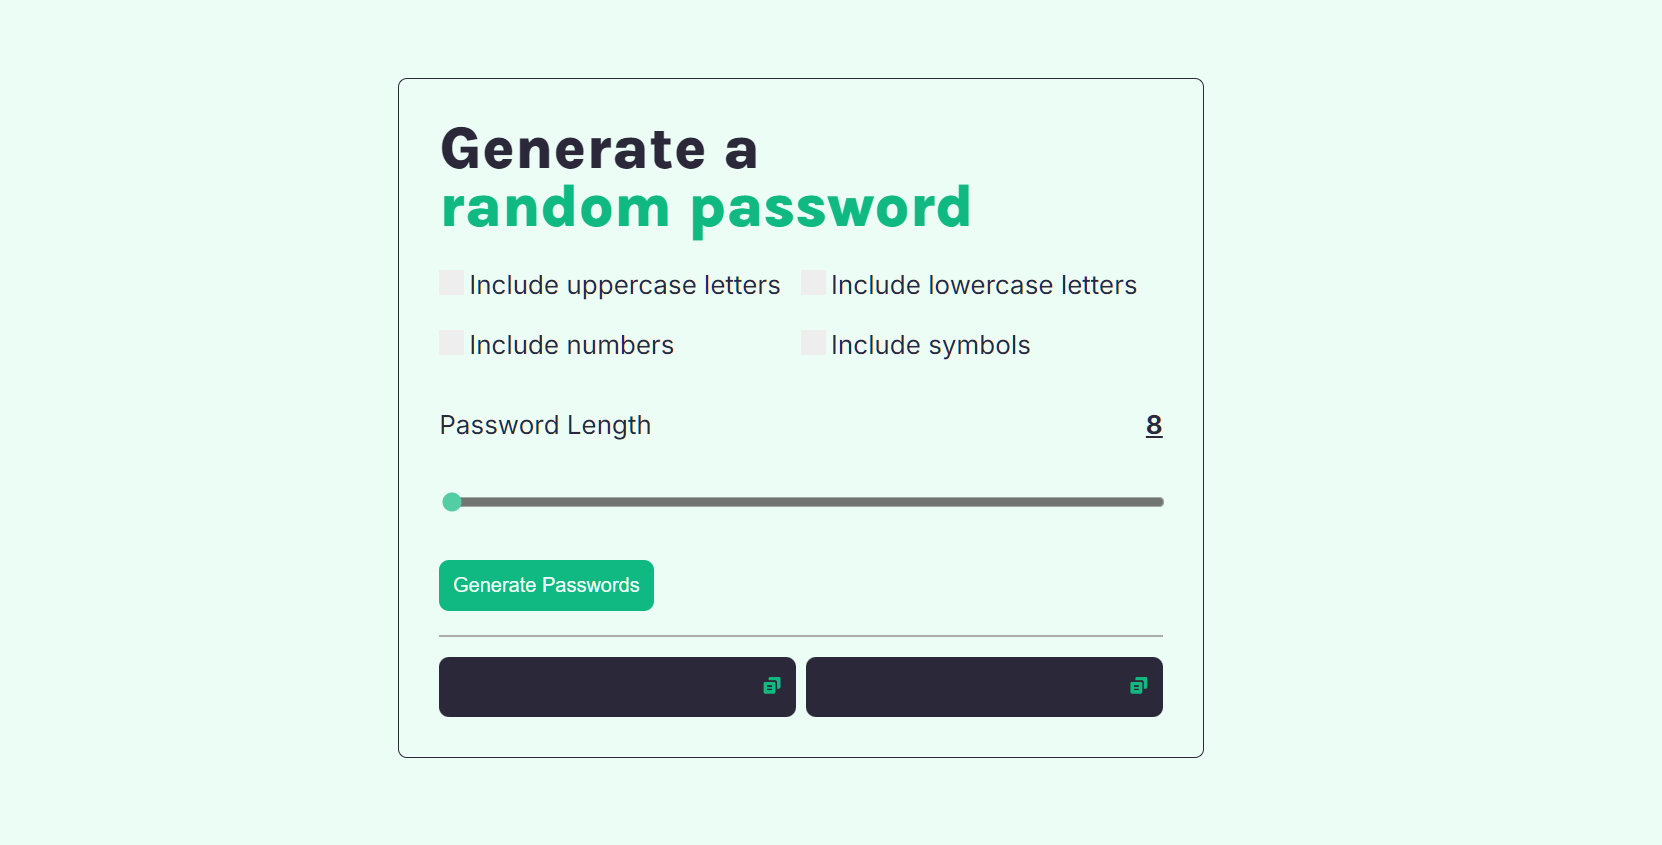 Generate a
random password
Include uppercase letters Include lowercase letters
Include numbers Include symbols
Password Length 8
Generate Passwords